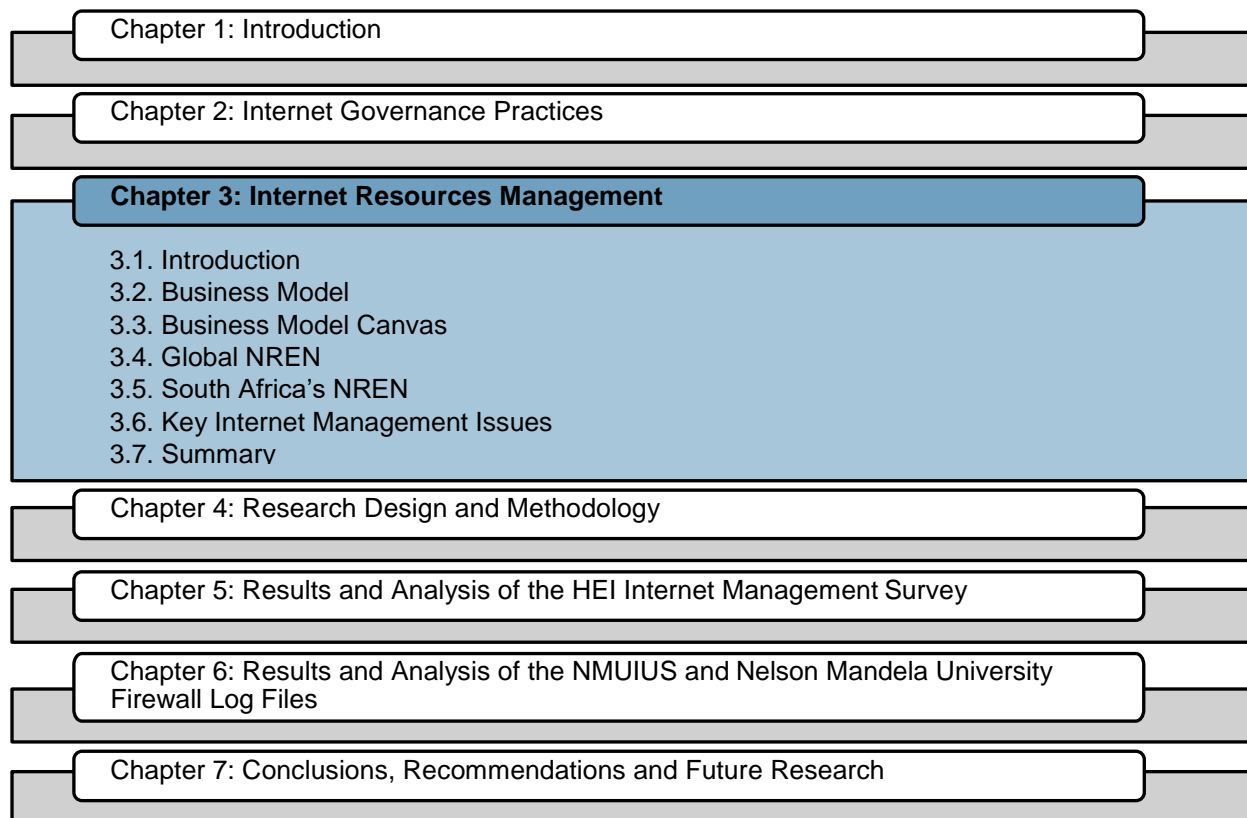 Chapter 1: Introduction
Chapter 2: Internet Governance Practices
Chapter 3: Internet Resources Management
3.1. Introduction
3.2. Business Model
3.3. Business Model Canvas
3.4. Global NREN
3.5. South Africa's NREN
3.6. Key Internet Management Issues
3.7. Summary
Chapter 4: Research Design and Methodology
Chapter 5: Results and Analysis of the HEI Internet Management Survey
Chapter 6: Results and Analysis of the NMUIUS and Nelson Mandela University
Firewall Log Files
Chapter 7: Conclusions, Recommendations and Future Research